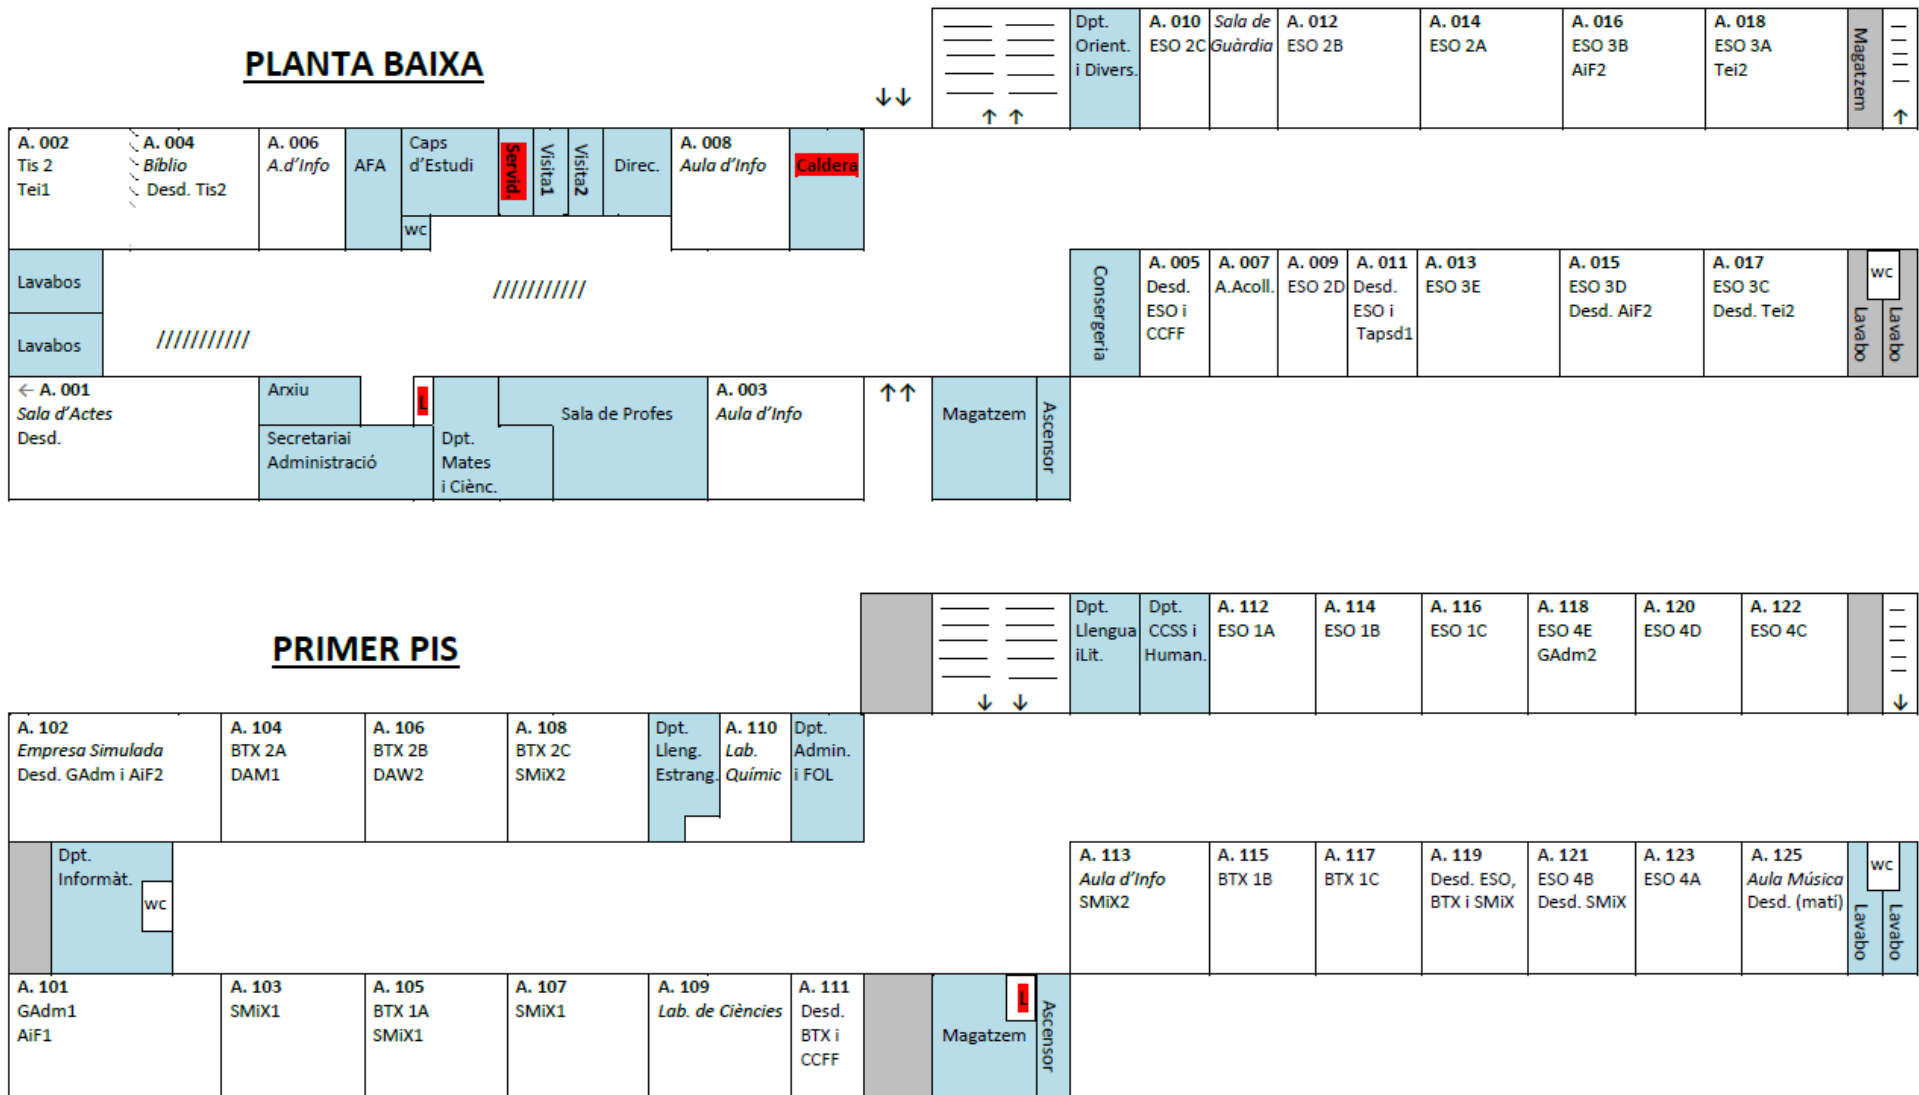 PLANTA BAIXA
Dpt.
Orient.
i Divers.
A. 010
ESO 2C
Sala de
Guàrdia
A. 012
ESO 2B
A. 014
ESO 2A
A. 016
ESO 3B
AiF2
A. 018
ESO 3A
Tei2
Magatzem
↓↓
↑ ↑
↑
A. 002
Tis 2
Tei1
A. 004
Bíblio
Desd. Tis2
A. 006
A.d'Info
AFA
Caps
d'Estudi
wc
Servid.
Visita1
Visita2
Direc.
A. 008
Aula d'Info
Caldera
Lavabos
Lavabos
///////////
///////////
Consergeria
A. 005
Desd.
ESO i
CCFF
A. 007
A.Acoll.
A. 009
ESO 2D
A. 011
Desd.
ESO i
Tapsd1
A. 013
ESO 3E
A. 015
ESO 3D
Desd. AiF2
A. 017
ESO 3C
Desd. Tei2
wc
Lavabo
Lavabo
← A. 001
Sala d'Actes
Desd.
Arxiu
Secretariai
Administració
L
Dpt.
Mates
i Ciènc.
Sala de Profes
A. 003
Aula d'Info
↑↑
Magatzem
Ascensor
PRIMER PIS
↓ ↓
Dpt.
Llengua
iLit.
Dpt.
CCSS i
Human.
A. 112
ESO 1A
A. 114
ESO 1B
A. 116
ESO 1C
A. 118
ESO 4E
GAdm2
A. 120
ESO 4D
A. 122
ESO 4C
↓
A. 102
Empresa Simulada
Desd. GAdm i AiF2
A. 104
BTX 2A
DAM1
A. 106
BTX 2B
DAW2
A. 108
BTX 2C
SMiX2
Dpt.
Lleng.
Estrang.
A. 110
Lab.
Químic
Dpt.
Admin.
i FOL
Dpt.
Informàt.
wc
A. 113
Aula d'Info
SMiX2
A. 115
BTX 1B
A. 117
BTX 1C
A. 119
Desd. ESO,
BTX i SMiX
A. 121
ESO 4B
Desd. SMiX
A. 123
ESO 4A
A. 125
Aula Música
Desd. (matí)
wc
Lavabo
Lavabo
A. 101
GAdm1
AiF1
A. 103
SMiX1
A. 105
BTX 1A
SMiX1
A. 107
SMiX1
A. 109
Lab. de Ciències
A. 111
Desd.
BTX i
CCFF
Magatzem
L
Ascensor